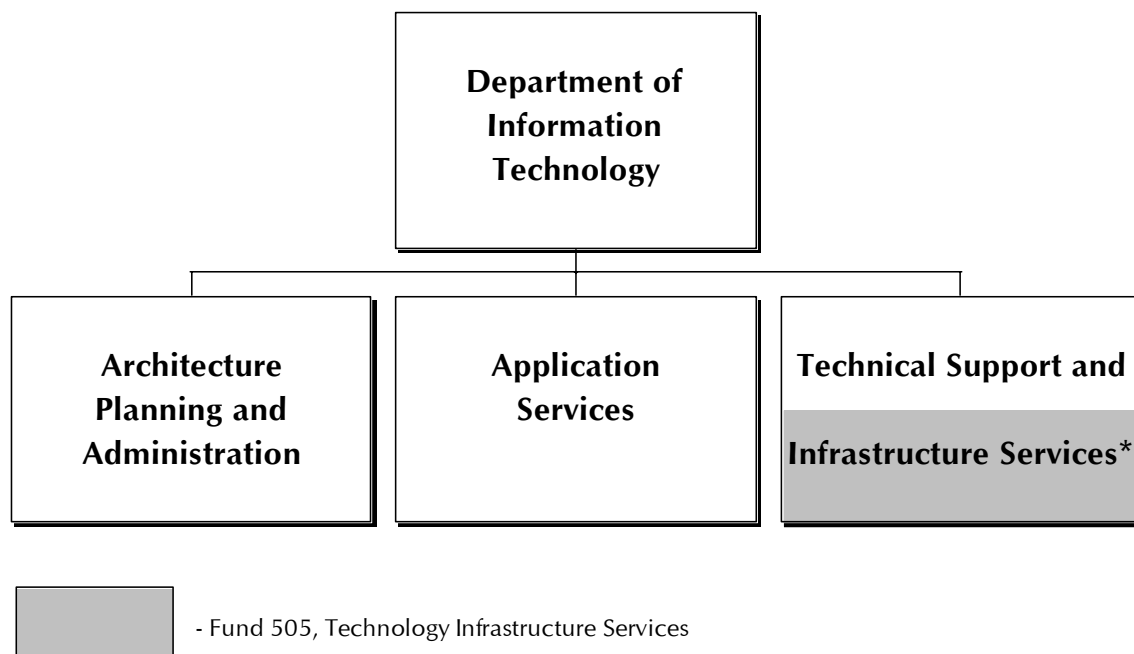 Department of
Information
Technology
Architecture
Planning and
Administration
Application
Services
Technical Support and
Infrastructure Services*
- Fund 505, Technology Infrastructure Services